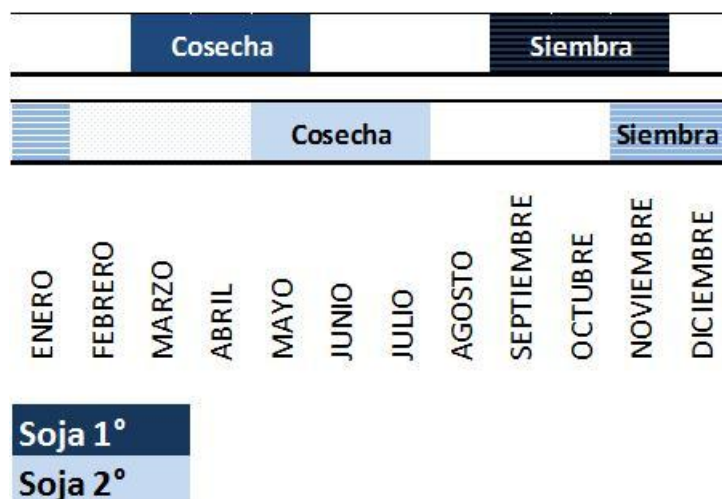 Cosecha Siembra
Cosecha Siembra
ENERO FEBRERO MARZO ABRIL MAYO JUNIO JULIO AGOSTO SEPTIEMBRE OCTUBRE NOVIEMBRE DICIEMBRE
Soja 1°
Soja 2°